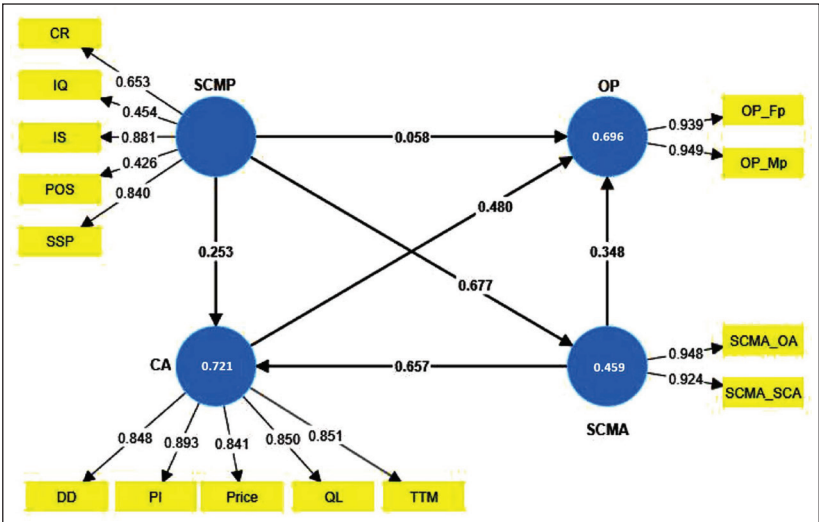 CR
IQ
IS
POS
SSP
0.653
0.454
0.881
0.426
0.840
SCMP
OP
0.696
0.939
0.949
OP_Fp
OP_Mp
0.058
0.480
0.253
0.677
0.348
0.657
CA
0.721
0.459
SCMA
0.948
0.924
SCMA_OA
SCMA_SCA
0.848
0.893
0.841
0.850
0.851
DD
PI
Price
QL
TTM